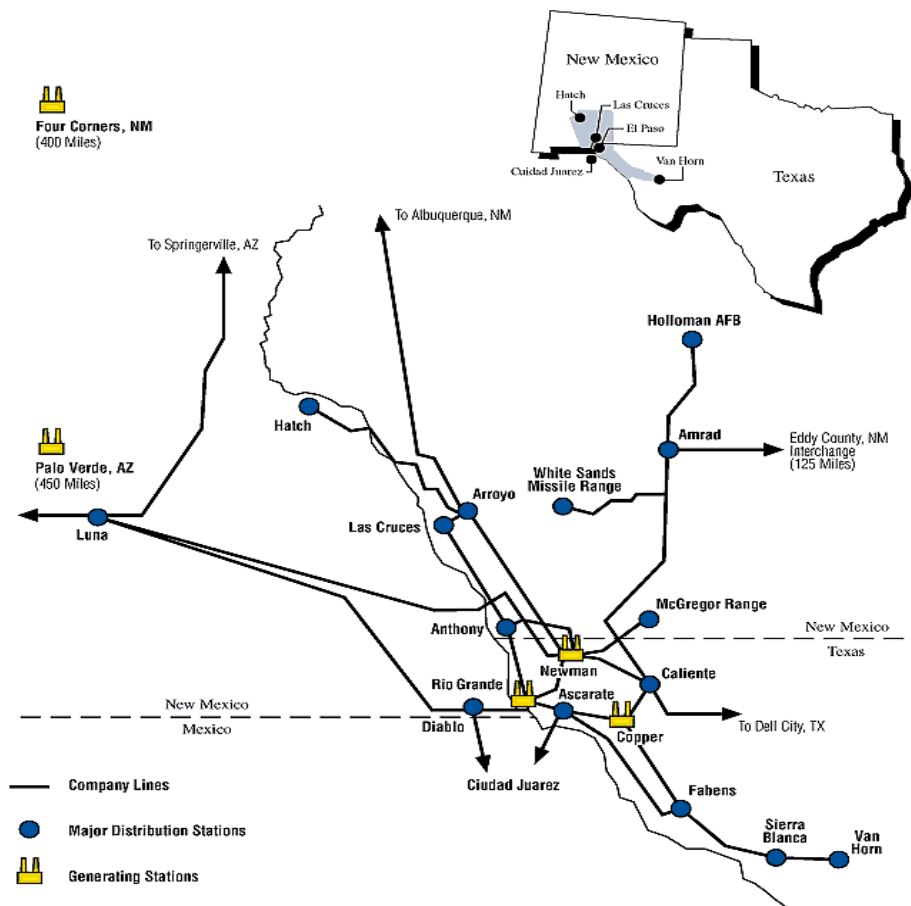 New Mexico
Hatch
Las Cruces
El Paso
Cuidad Juarez
Van Horn
Texas
Four Corners, NM
(400 Miles)
To Albuquerque, NM
To Springerville, AZ
Holloman AFB
Hatch
Palo Verde, AZ
(450 Miles)
Amrad
Eddy County, NM
Interchange
(125 Miles)
White Sands
Missile Range
Arroyo
Las Cruces
Luna
McGregor Range
Anthony
New Mexico
Texas
Newman
Caliente
Rio Grande
Ascarate
New Mexico
Mexico
Diablo
Copper
To Dell City, TX
Ciudad Juarez
Company Lines
Fabens
Major Distribution Stations
Sierra
Blanca
Van
Horn
Generating Stations